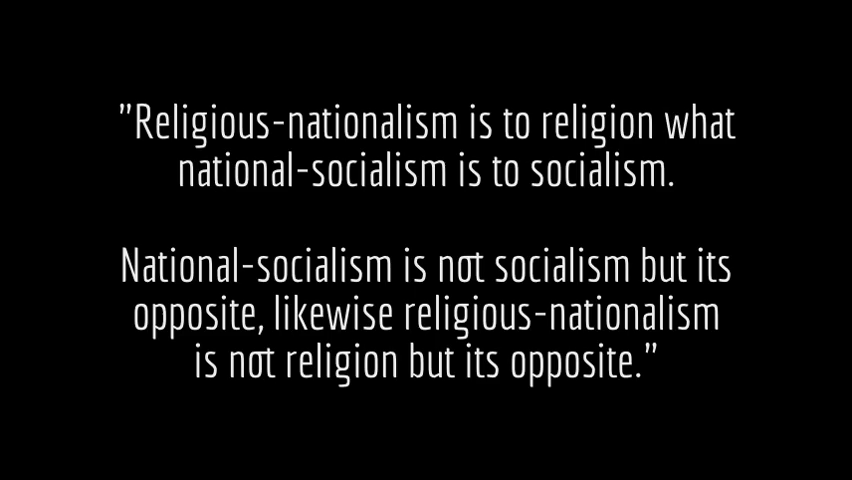 "Religious-nationalism is to religion what
national-socialism is to socialism.
National-socialism is not socialism but its
opposite, likewise religious-nationalism
is not religion but its opposite."